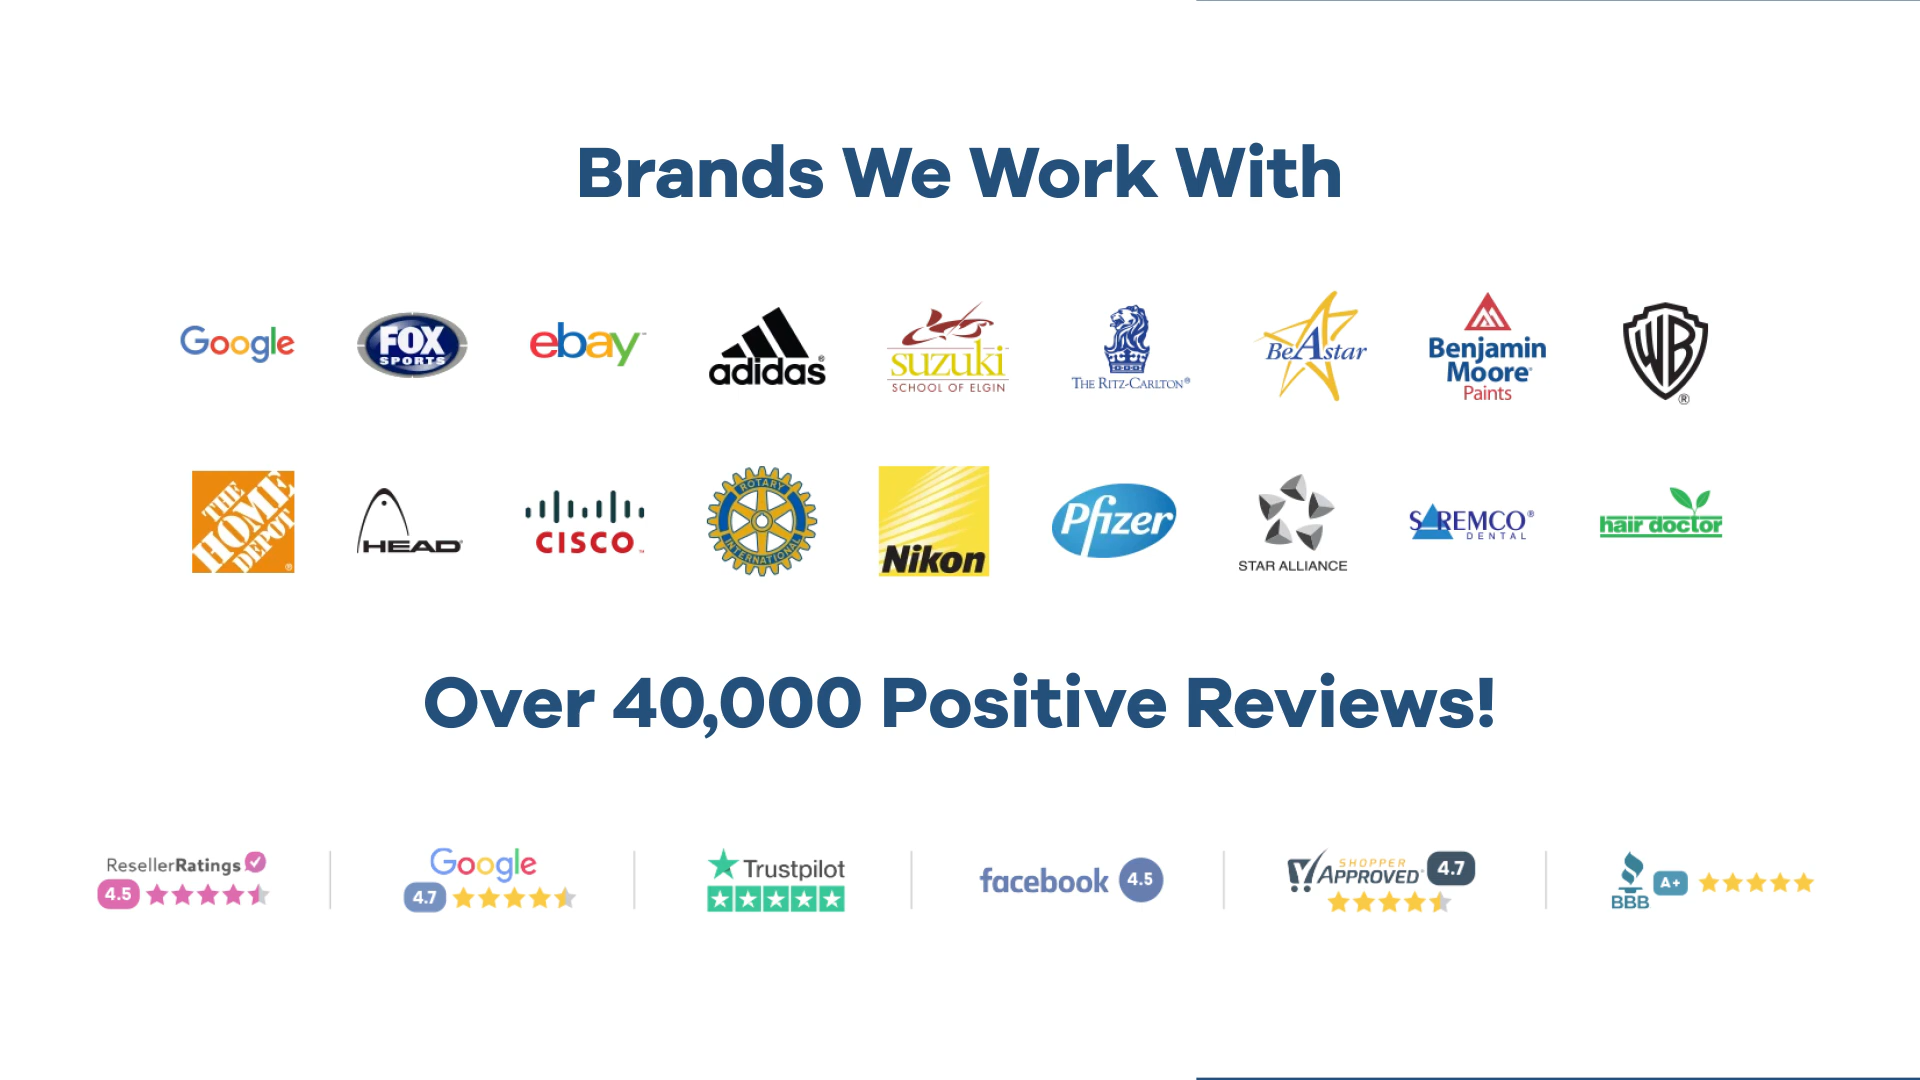 Brands We Work With
Google
FOX
SPORTS
ebay™
adidas®
suzuki
SCHOOL OF ELGIN
THE RITZ-CARLTON®
BeAstar
Benjamin
Moore®
Paints
WB®
THE
HOME
DEPOT®
HEAD
CISCO™
ROTARY
INTERNATIONAL
Nikon
Pfizer
STAR ALLIANCE
SAREMCO®
DENTAL
hair doctor
Over 40,000 Positive Reviews!
ResellerRatings
4.5
Google
4.7
Trustpilot
facebook 4.5
SHOPPER
APPROVED® 4.7
BBB A+